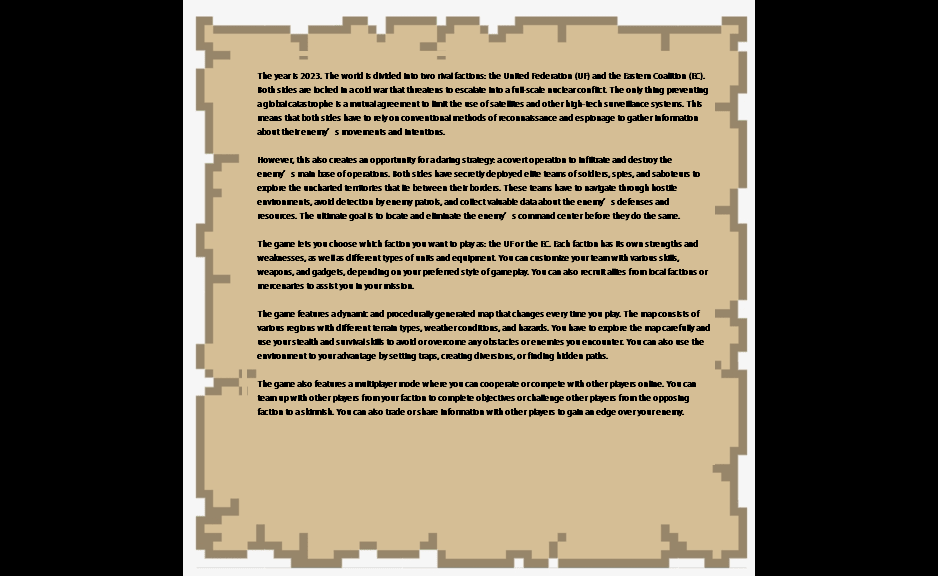 The year is 2023. The world is divided into two rival factions: the United Federation (UF) and the Eastern Coalition (EC).
Both sides are locked in a cold war that threatens to escalate into a full-scale nuclear conflict. The only thing preventing
a global catastrophe is a mutual agreement to limit the use of satellites and other high-tech surveillance systems. This
means that both sides have to rely on conventional methods of reconnaissance and espionage to gather information
about their enemy’s movements and intentions.
However, this also creates an opportunity for a daring strategy: a covert operation to infiltrate and destroy the
enemy’s main base of operations. Both sides have secretly deployed elite teams of soldiers, spies, and saboteurs to
explore the uncharted territories that lie between their borders. These teams have to navigate through hostile
environments, avoid detection by enemy patrols, and collect valuable data about the enemy’s defenses and
resources. The ultimate goal is to locate and eliminate the enemy’s command center before they do the same.
The game lets you choose which faction you want to play as: the UF or the EC. Each faction has its own strengths and
weaknesses, as well as different types of units and equipment. You can customize your team with various skills,
weapons, and gadgets, depending on your preferred style of gameplay. You can also recruit allies from local factions or
mercenaries to assist you in your mission.
The game features a dynamic and procedurally generated map that changes every time you play. The map consists of
various regions with different terrain types, weather conditions, and hazards. You have to explore the map carefully and
use your stealth and survival skills to avoid or overcome any obstacles or enemies you encounter. You can also use the
environment to your advantage by setting traps, creating diversions, or finding hidden paths.
The game also features a multiplayer mode where you can cooperate or compete with other players online. You can
team up with other players from your faction to complete objectives or challenge other players from the opposing
faction to a skirmish. You can also trade or share information with other players to gain an edge over your enemy.